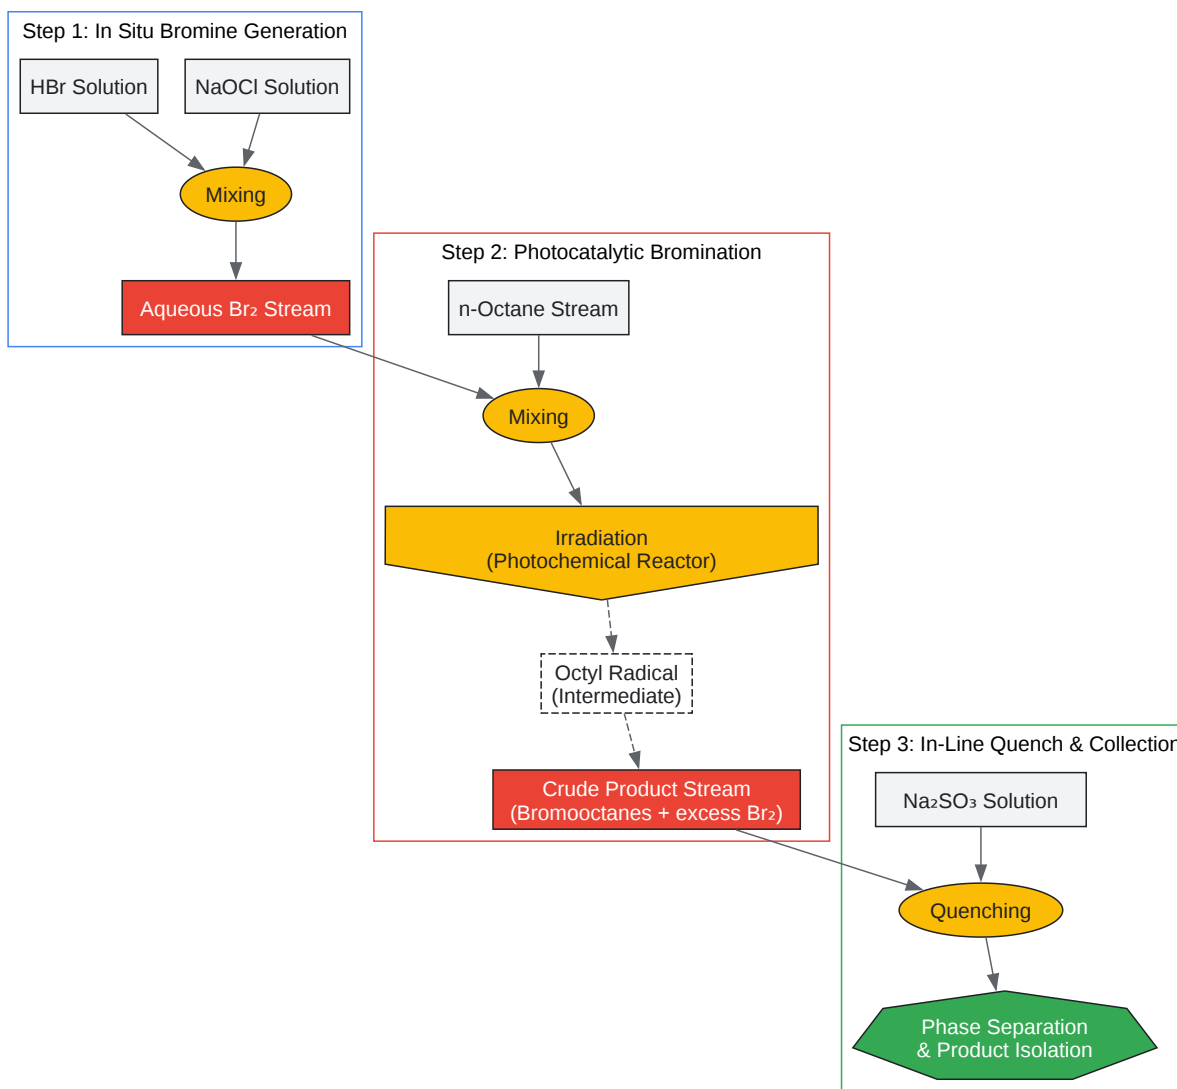 Step 1: In Situ Bromine Generation
HBr Solution
NaOCl Solution
Mixing
Aqueous Br₂ Stream
Step 2: Photocatalytic Bromination
n-Octane Stream
Mixing
Irradiation
(Photochemical Reactor)
Octyl Radical
(Intermediate)
Crude Product Stream
(Bromooctanes + excess Br₂)
Step 3: In-Line Quench & Collection
Na₂SO₃ Solution
Quenching
Phase Separation
& Product Isolation